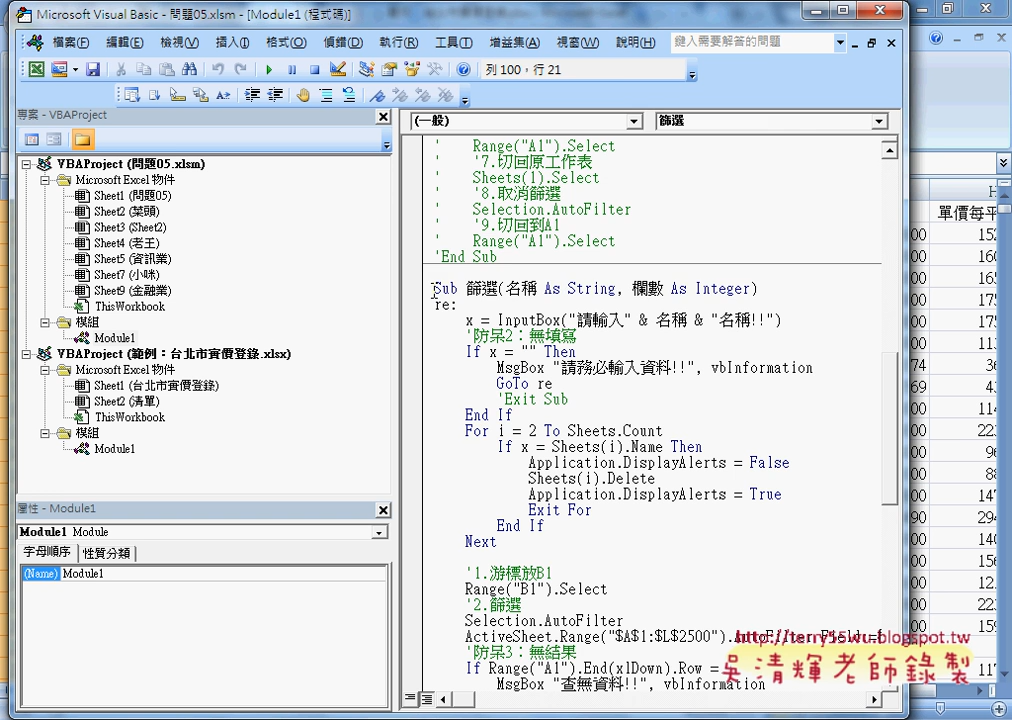 Microsoft Visual Basic - 問題05.xlsm - [Module1 (程式碼)]
檔案(F) 編輯(E) 檢視(V) 插入(I) 格式(O) 偵錯(D) 執行(R) 工具(T) 增益集(A) 視窗(W) 說明(H) 鍵入需要解答的問題
列 100，行 21
專案 - VBAProject
VBAProject (問題05.xlsm)
Microsoft Excel 物件
Sheet1 (問題05)
Sheet2 (葉頭)
Sheet3 (Sheet2)
Sheet4 (老王)
Sheet5 (資訊業)
Sheet7 (小咪)
Sheet9 (金融業)
ThisWorkbook
模組
Module1
VBAProject (範例：台北市實價登錄.xlsx)
Microsoft Excel 物件
Sheet1 (台北市實價登錄)
Sheet2 (清單)
ThisWorkbook
模組
Module1
屬性 - Module1
Module1 Module
字母順序 性質分類
(Name) Module1
(一般) 篩選
' Range("A1").Select
' '7.切回原工作表
' Sheets(1).Select
' '8.取消篩選
' Selection.AutoFilter
' '9.切回到A1
' Range("A1").Select
'End Sub
Sub 篩選(名稱 As String, 欄數 As Integer)
re:
x = InputBox("請輸入" & 名稱 & "名稱!!")
'防呆2：無填寫
If x = "" Then
MsgBox "請務必輸入資料!!", vbInformation
GoTo re
'Exit Sub
End If
For i = 2 To Sheets.Count
If x = Sheets(i).Name Then
Application.DisplayAlerts = False
Sheets(i).Delete
Application.DisplayAlerts = True
Exit For
End If
Next
'1.游標放B1
Range("B1").Select
'2.篩選
Selection.AutoFilter
ActiveSheet.Range("$A$1:$L$2500").
'防呆3：無結果
If Range("A1").End(xlDown).Row =
MsgBox "查無資料!!", vbInformation
http://terry55wu.blogspot.tw
吳清輝老師錄製
H
單價每平